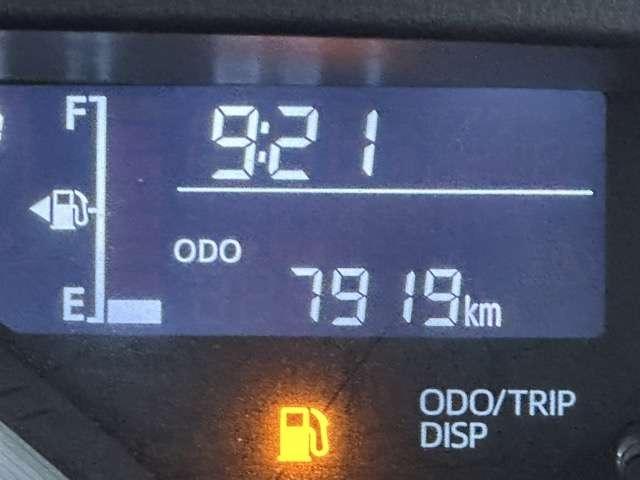 F
9:21
ODO
E
7919km
ODO/TRIP
DISP